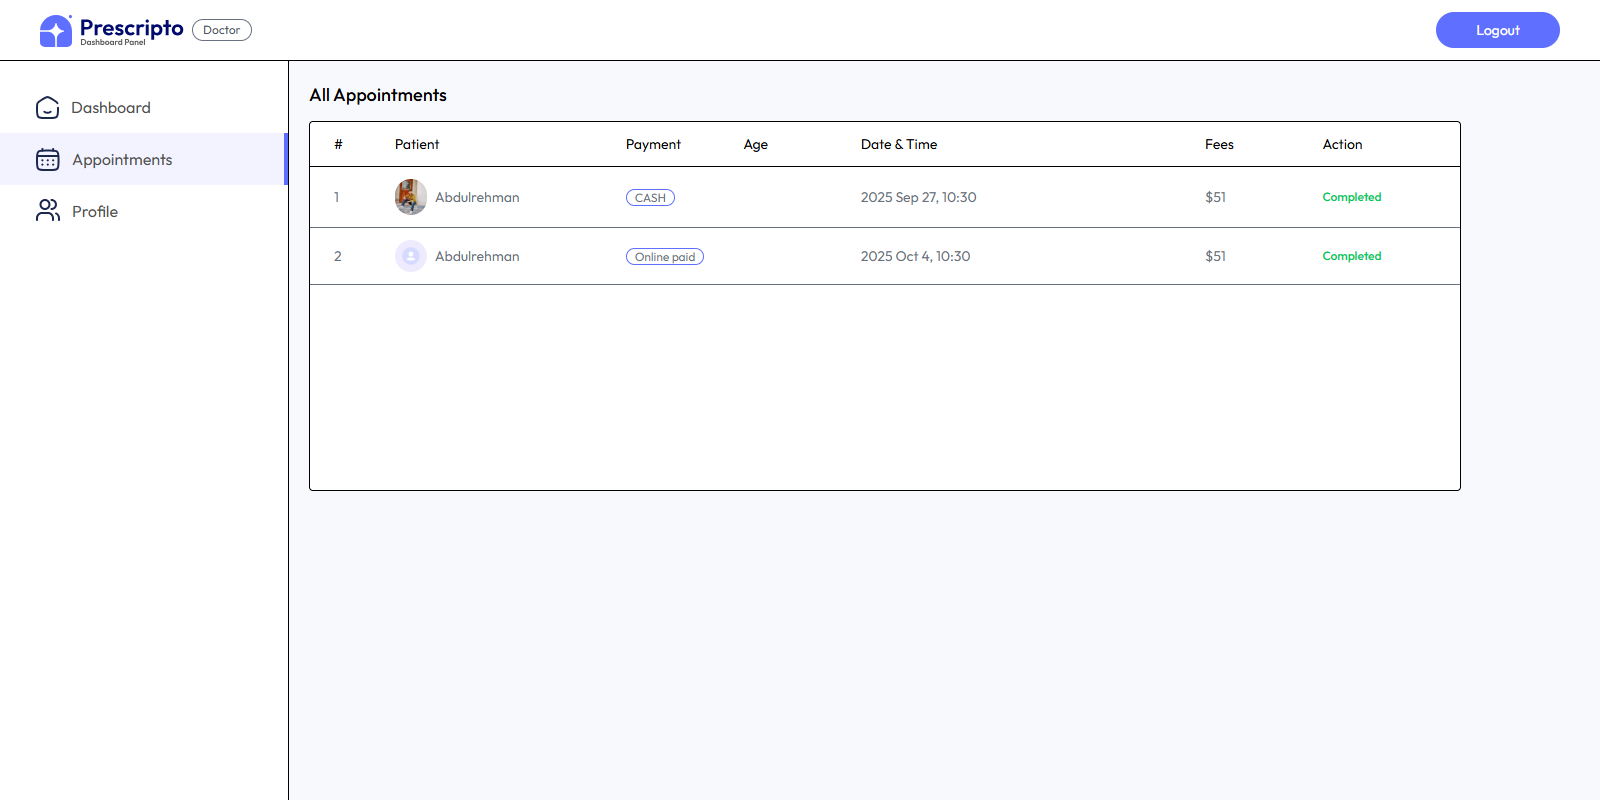 Prescripto
Dashboard Panel
Doctor
Logout
Dashboard
Appointments
Profile
All Appointments
# Patient Payment Age Date & Time Fees Action
1 Abdulrehman CASH 2025 Sep 27, 10:30 $51 Completed
2 Abdulrehman Online paid 2025 Oct 4, 10:30 $51 Completed